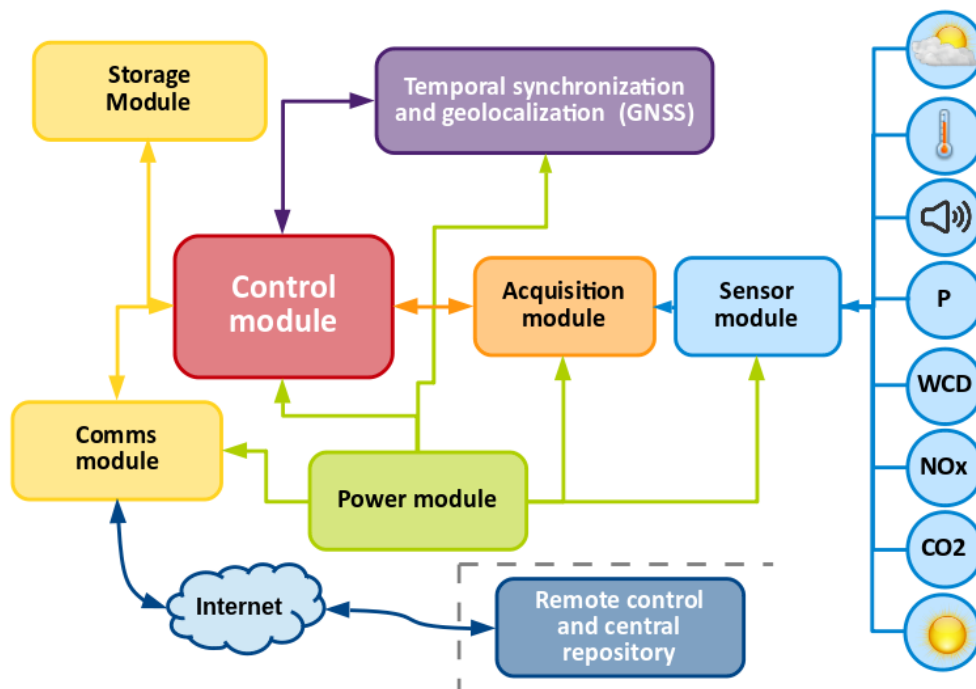 Storage
Module
Temporal synchronization
and geolocalization (GNSS)
Control
module
Acquisition
module
Sensor
module
P
WCD
NOx
CO2
Comms
module
Power module
Internet
Remote control
and central
repository